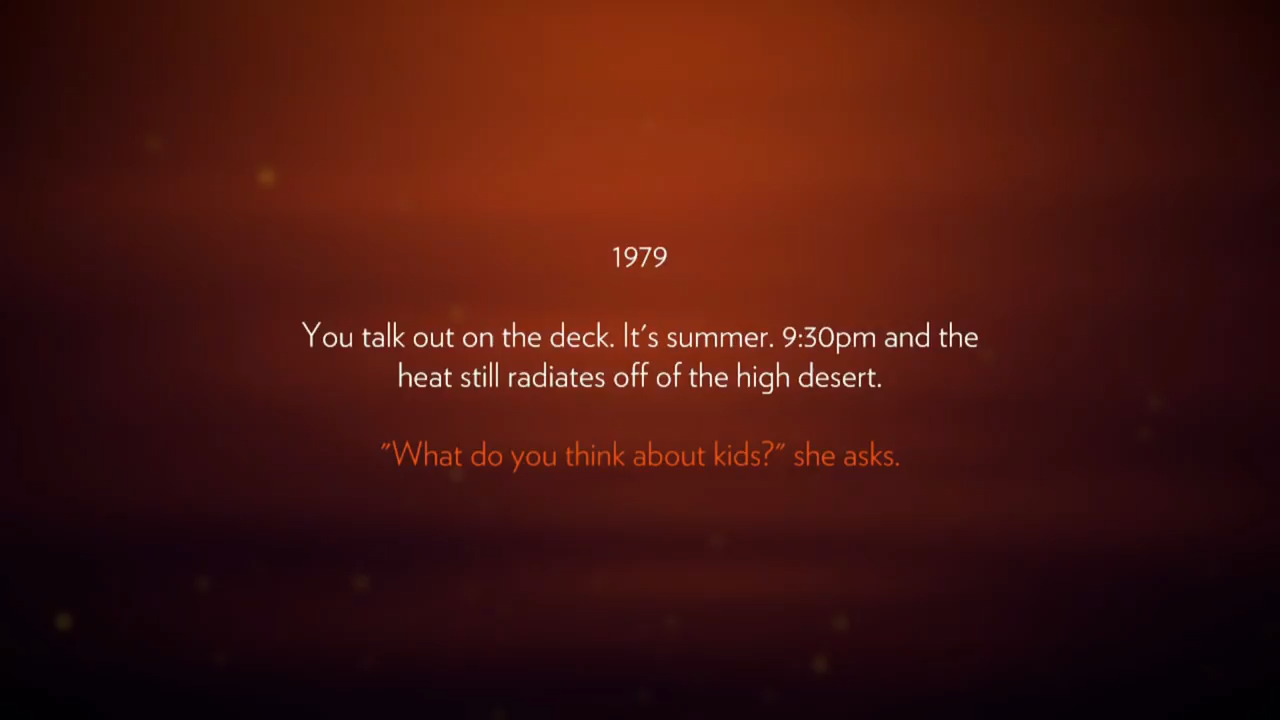 1979
You talk out on the deck. It's summer. 9:30pm and the
heat still radiates off of the high desert.
"What do you think about kids?" she asks.